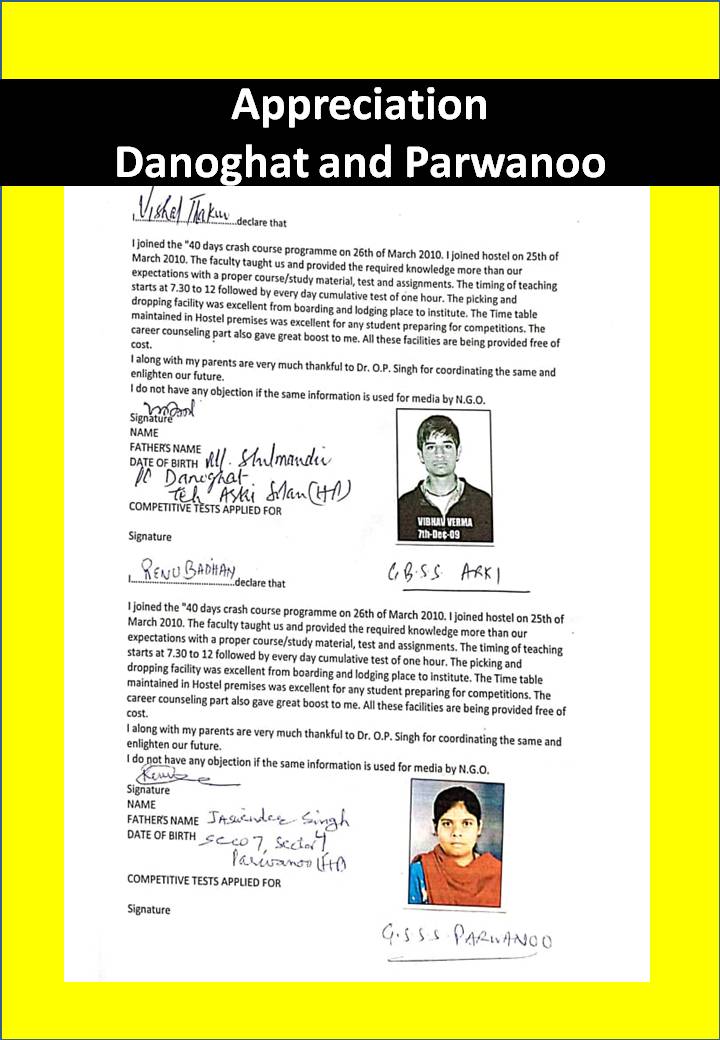 Appreciation
Danoghat and Parwanoo
I Vishal Thakur declare that
I joined the "40 days crash course programme on 26th of March 2010. I joined hostel on 25th of
March 2010. The faculty taught us and provided the required knowledge more than our
expectations with a proper course/study material, test and assignments. The timing of teaching
starts at 7.30 to 12 followed by every day cumulative test of one hour. The picking and
dropping facility was excellent from boarding and lodging place to institute. The Time table
maintained in Hostel premises was excellent for any student preparing for competitions. The
career counseling part also gave great boost to me. All these facilities are being provided free of
cost.
I along with my parents are very much thankful to Dr. O.P. Singh for coordinating the same and
enlighten our future.
I do not have any objection if the same information is used for media by N.G.O.
Signature
NAME
FATHER'S NAME
DATE OF BIRTH
Danoghat
Teh Arki Solan (HP)
COMPETITIVE TESTS APPLIED FOR
VIBHAV VERMA
7th-Dec-09
Signature
G.B.S.S. ARKI
I RENU BADHAN declare that
I joined the "40 days crash course programme on 26th of March 2010. I joined hostel on 25th of
March 2010. The faculty taught us and provided the required knowledge more than our
expectations with a proper course/study material, test and assignments. The timing of teaching
starts at 7.30 to 12 followed by every day cumulative test of one hour. The picking and
dropping facility was excellent from boarding and lodging place to institute. The Time table
maintained in Hostel premises was excellent for any student preparing for competitions. The
career counseling part also gave great boost to me. All these facilities are being provided free of
cost.
I along with my parents are very much thankful to Dr. O.P. Singh for coordinating the same and
enlighten our future.
I do not have any objection if the same information is used for media by N.G.O.
Renu
Signature
NAME
FATHER'S NAME Jaswinder Singh
DATE OF BIRTH Sector 4
Parwanoo (HP)
COMPETITIVE TESTS APPLIED FOR
Signature
G.S.S.S. PARWANOO